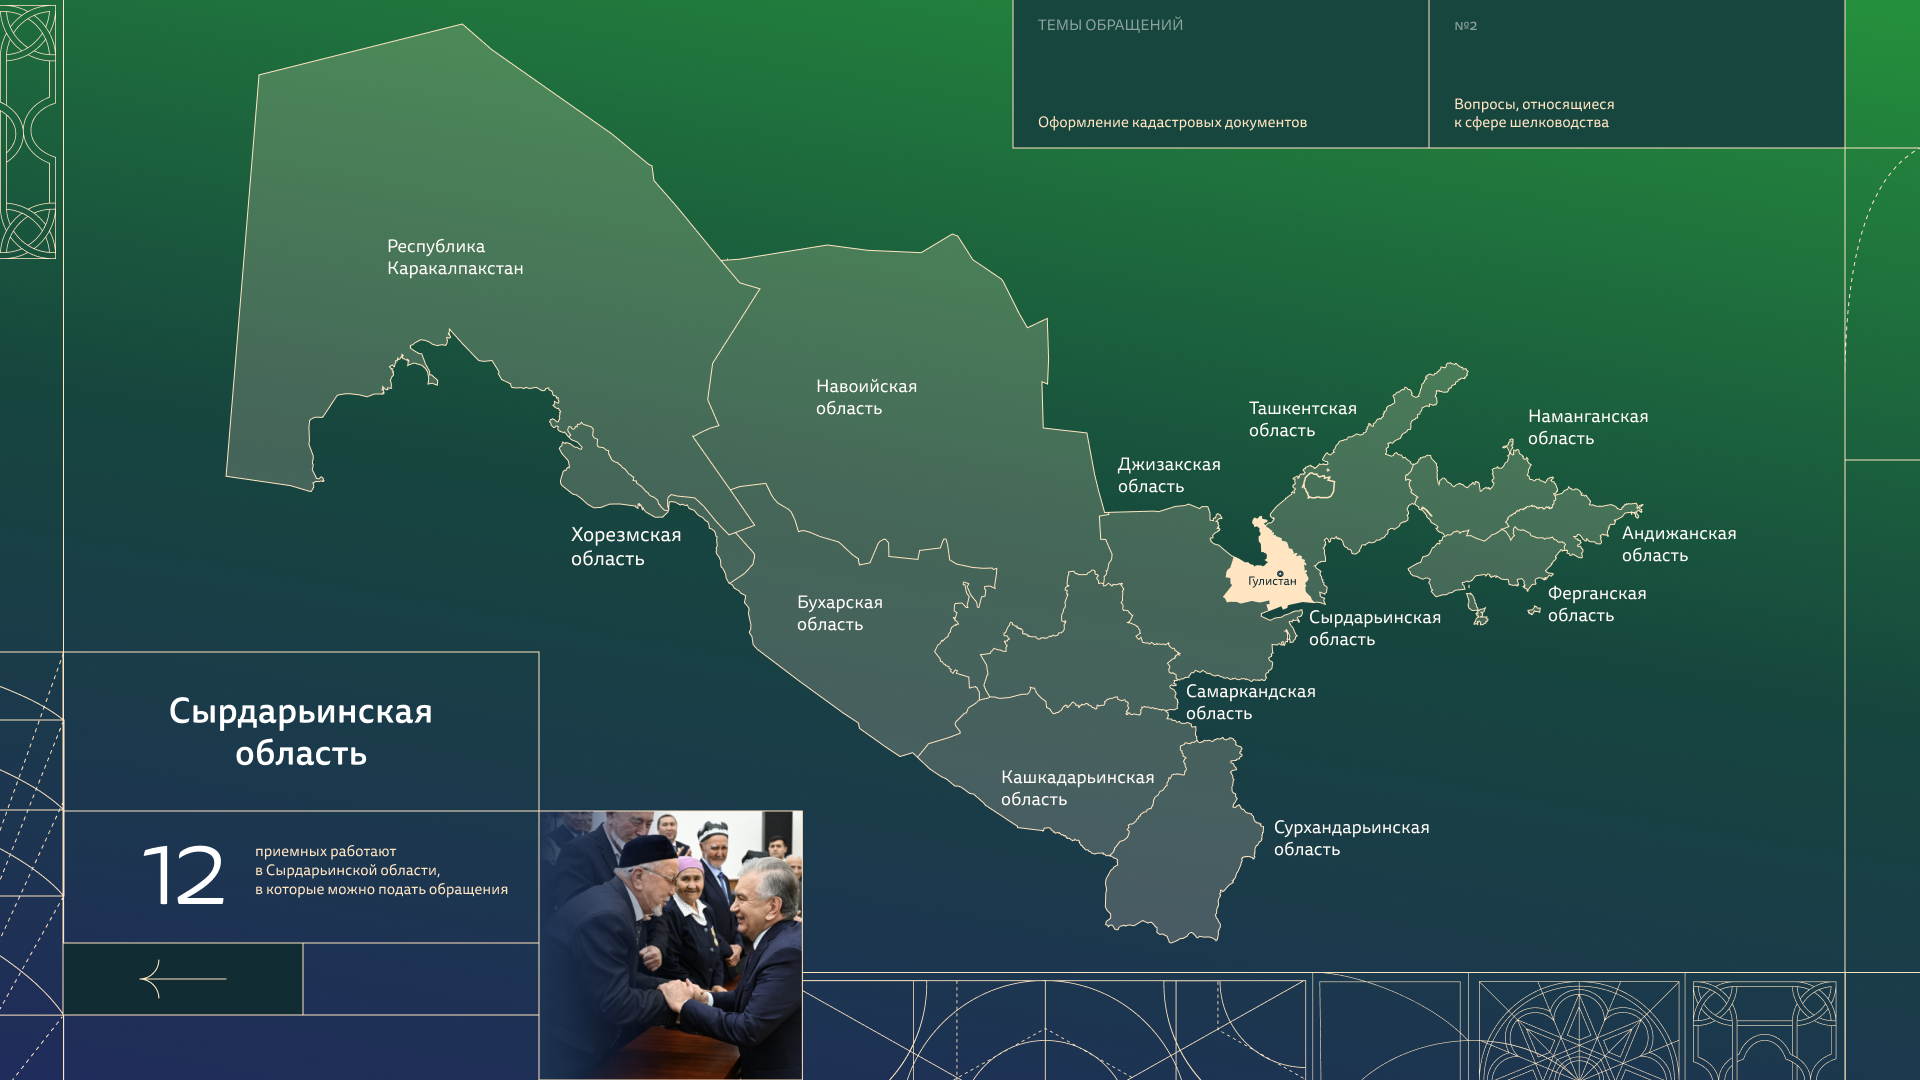 ТЕМЫ ОБРАЩЕНИЙ
Оформление кадастровых документов
№2
Вопросы, относящиеся
к сфере шелководства
Республика
Каракалпакстан
Навоийская
область
Ташкентская
область
Наманганская
область
Джизакская
область
Андижанская
область
Хорезмская
область
Гулистан
Ферганская
область
Бухарская
область
Сырдарьинская
область
Самаркандская
область
Кашкадарьинская
область
Сурхандарьинская
область
Сырдарьинская
область
12
приемных работают
в Сырдарьинской области,
в которые можно подать обращения